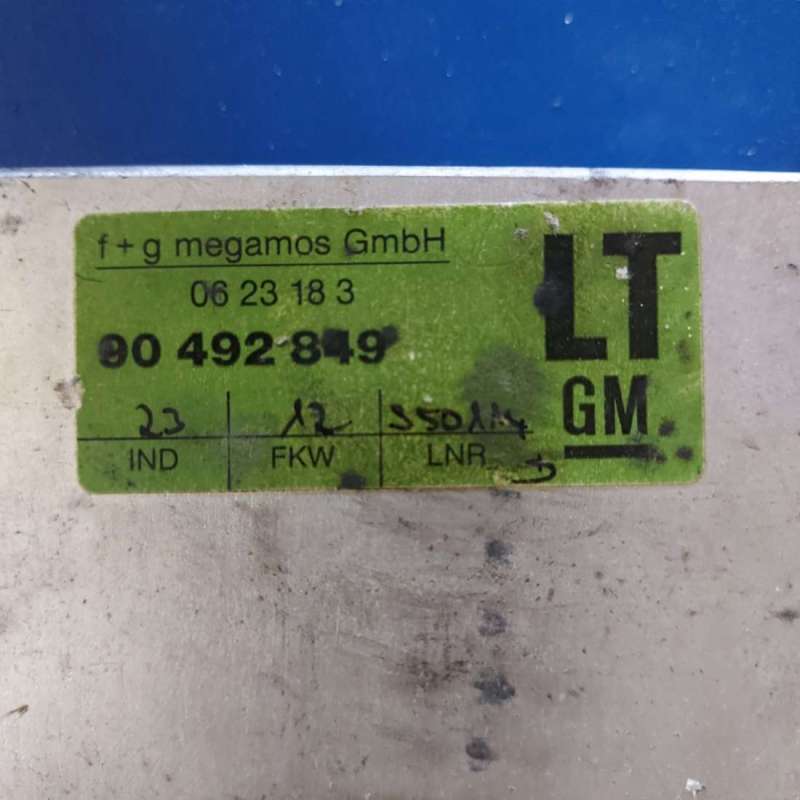 f+g megamos GmbH
06 23 18 3
90 492 849
LT
GM
23 12
IND FKW LNR